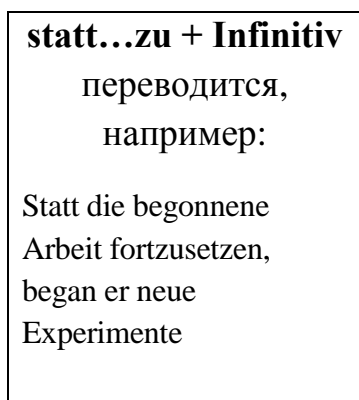 statt…zu + Infinitiv
переводится,
например:
Statt die begonnene
Arbeit fortzusetzen,
began er neue
Experimente